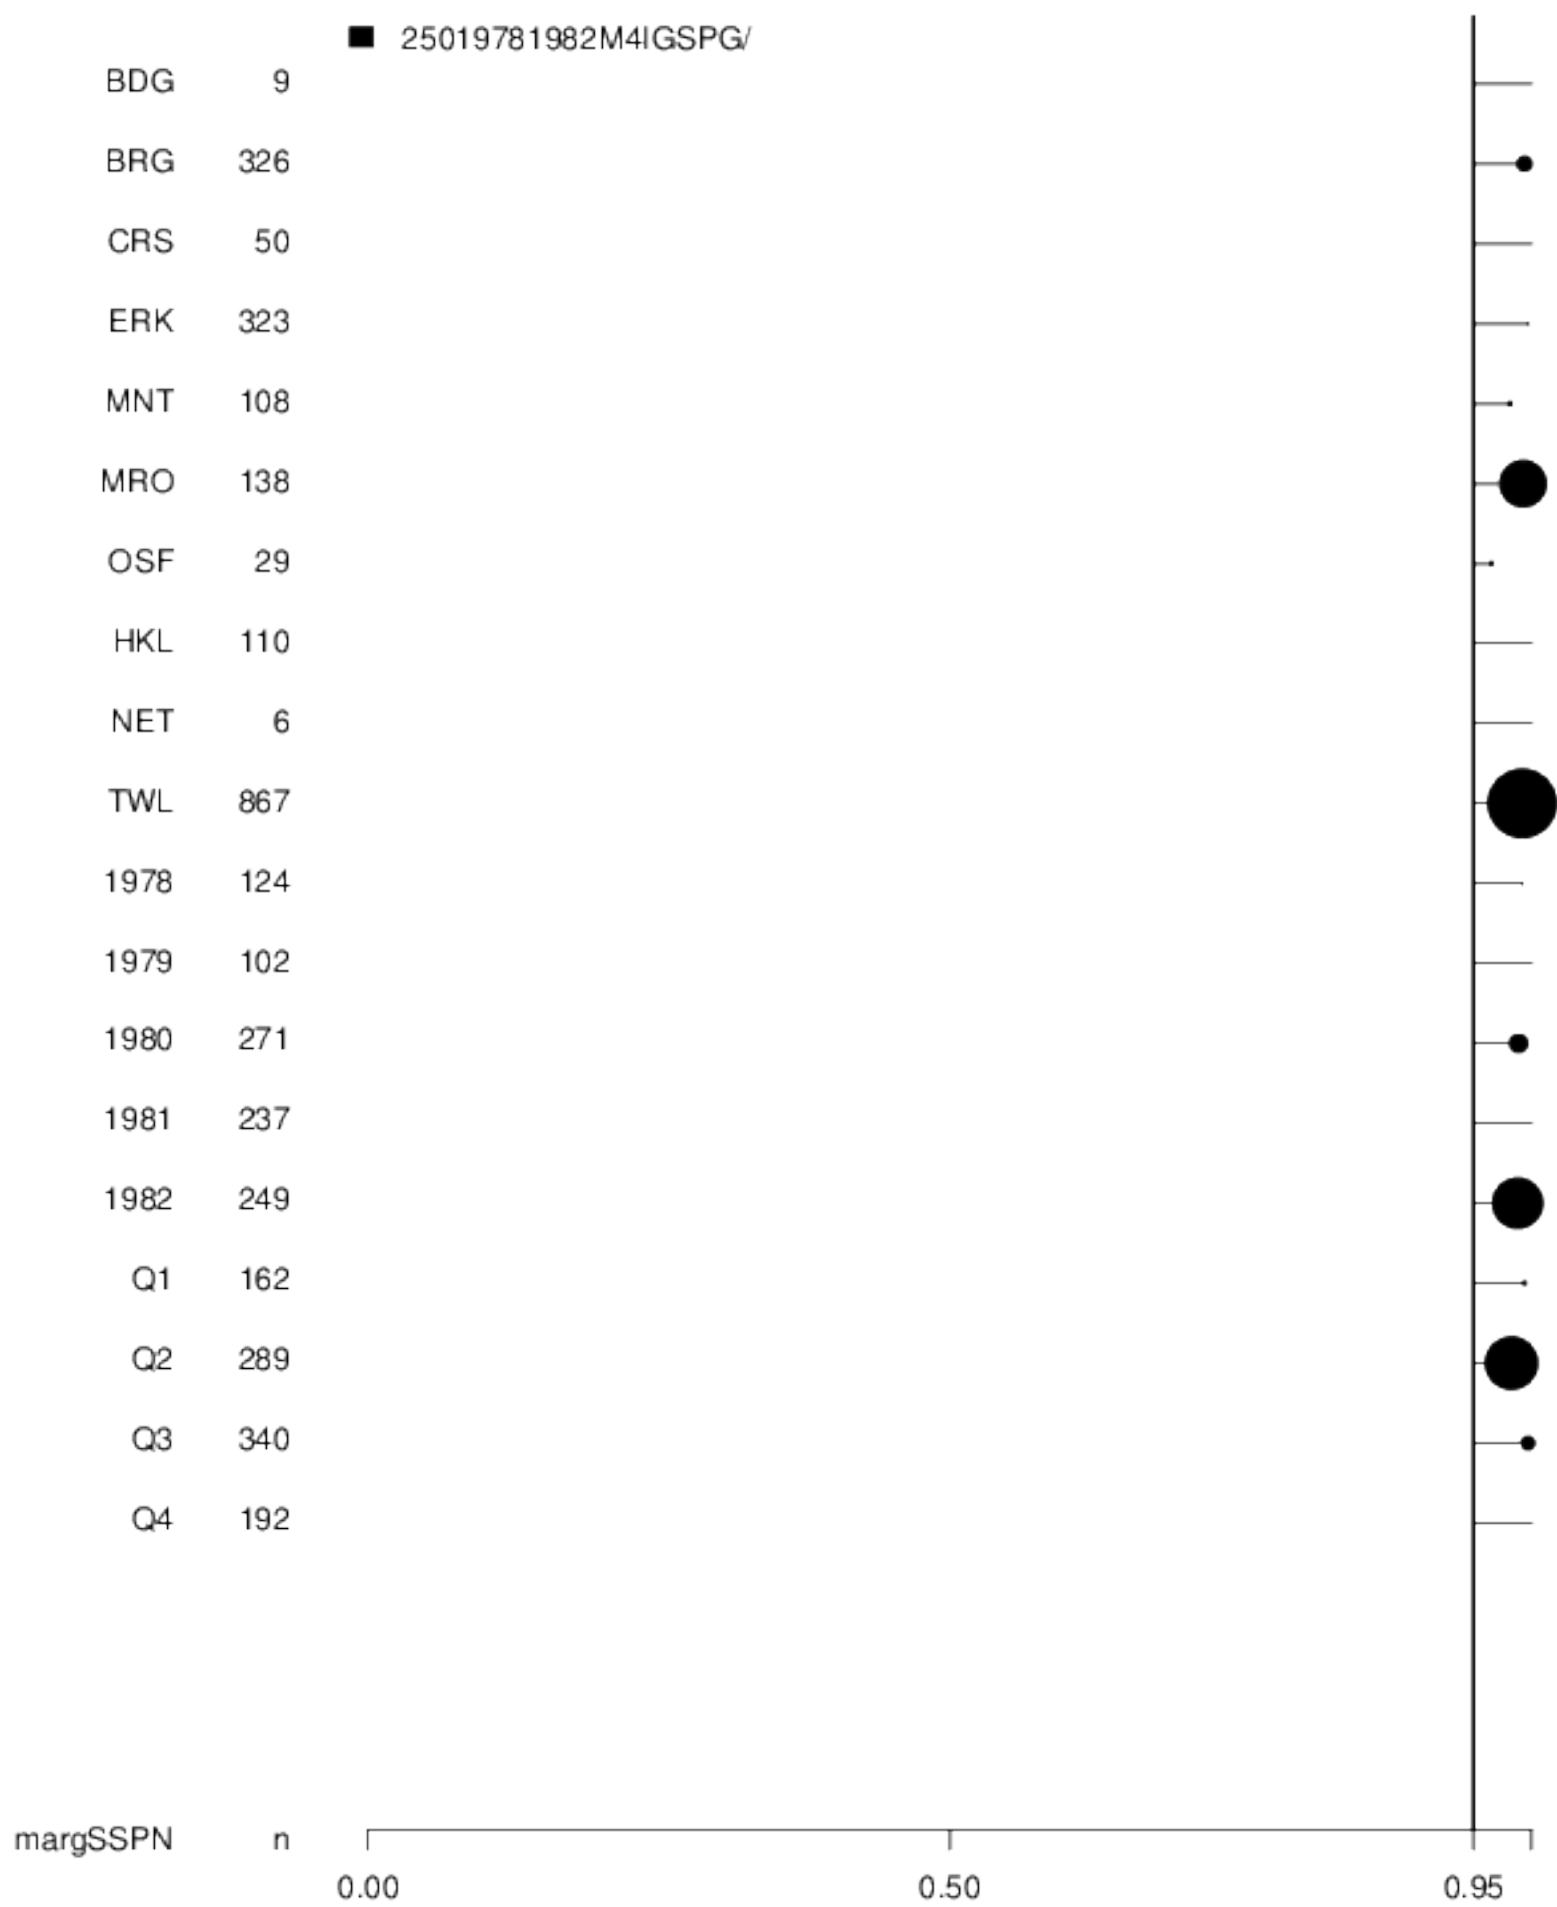 25019781982M4IGSPG/
BDG 9
BRG 326
CRS 50
ERK 323
MNT 108
MRO 138
OSF 29
HKL 110
NET 6
TWL 867
1978 124
1979 102
1980 271
1981 237
1982 249
Q1 162
Q2 289
Q3 340
Q4 192
margSSPN n
0.00 0.50 0.95